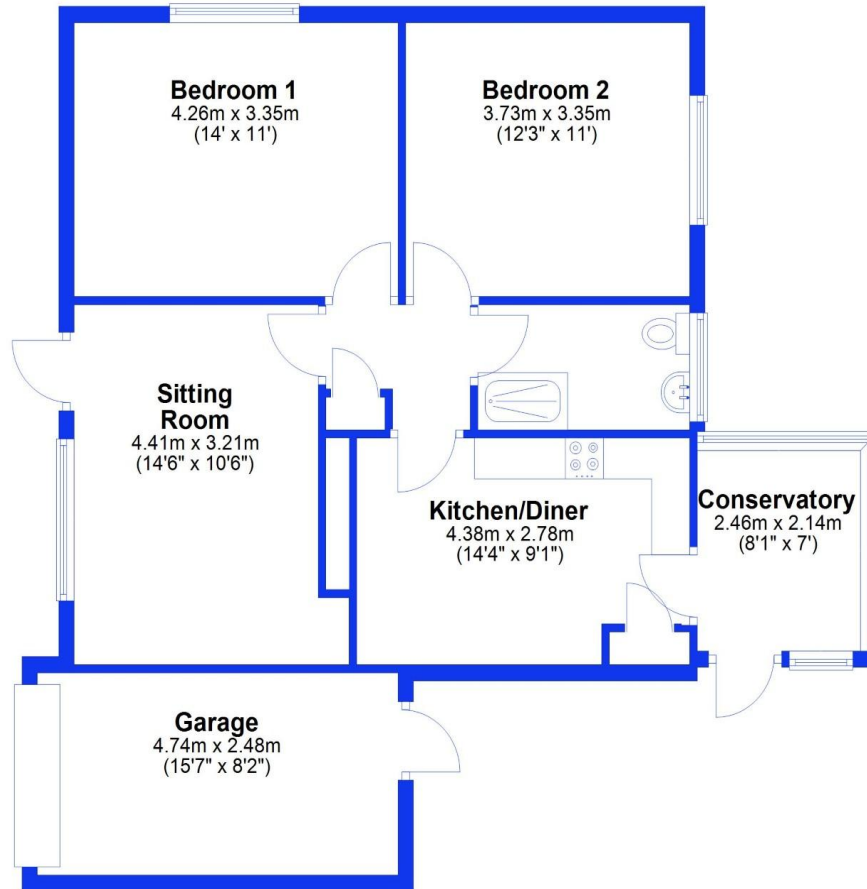 Bedroom 1
4.26m x 3.35m
(14' x 11')
Bedroom 2
3.73m x 3.35m
(12'3" x 11')
Sitting
Room
4.41m x 3.21m
(14'6" x 10'6")
Kitchen/Diner
4.38m x 2.78m
(14'4" x 9'1")
Conservatory
2.46m x 2.14m
(8'1" x 7')
Garage
4.74m x 2.48m
(15'7" x 8'2")